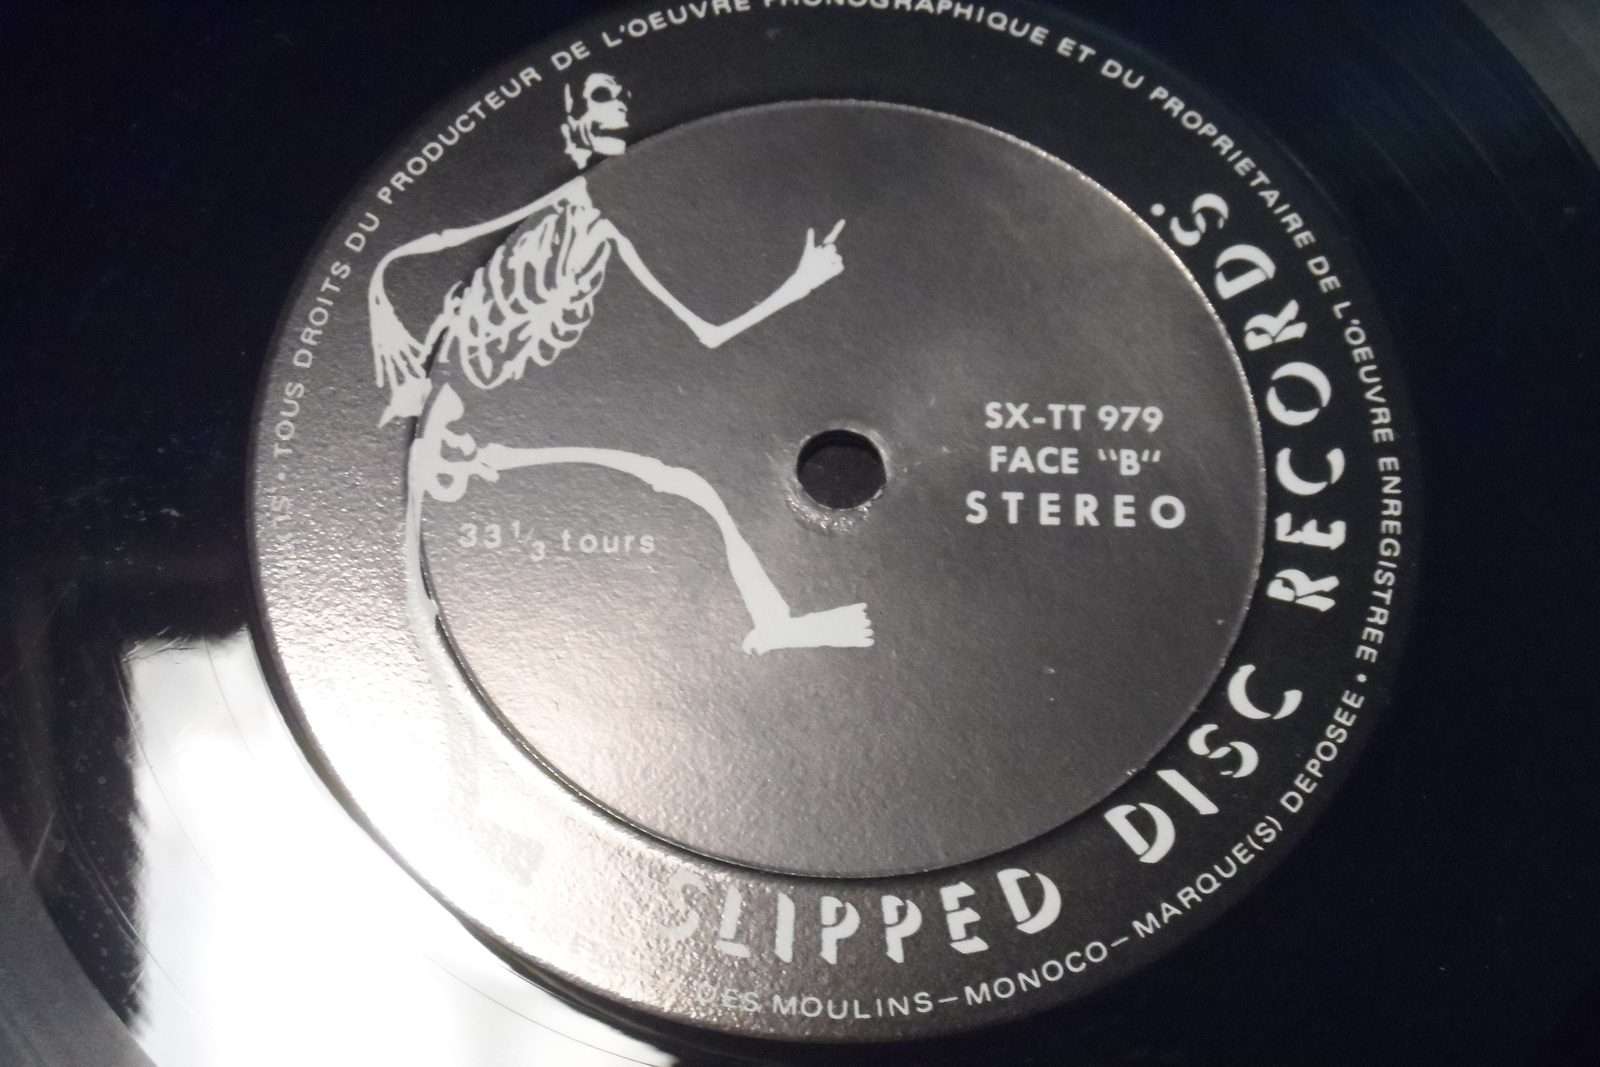 TOUS DROITS DU PRODUCTEUR DE L'OEUVRE PHONOGRAPHIQUE ET DU PROPRIETAIRE DE L'OEUVRE ENREGISTREE • MARQUE(S) DEPOSEE
DES MOULINS – MONOCO –
SX-TT 979
FACE "B"
STEREO
33 1/3 tours
SLIPPED DISC RECORDS.